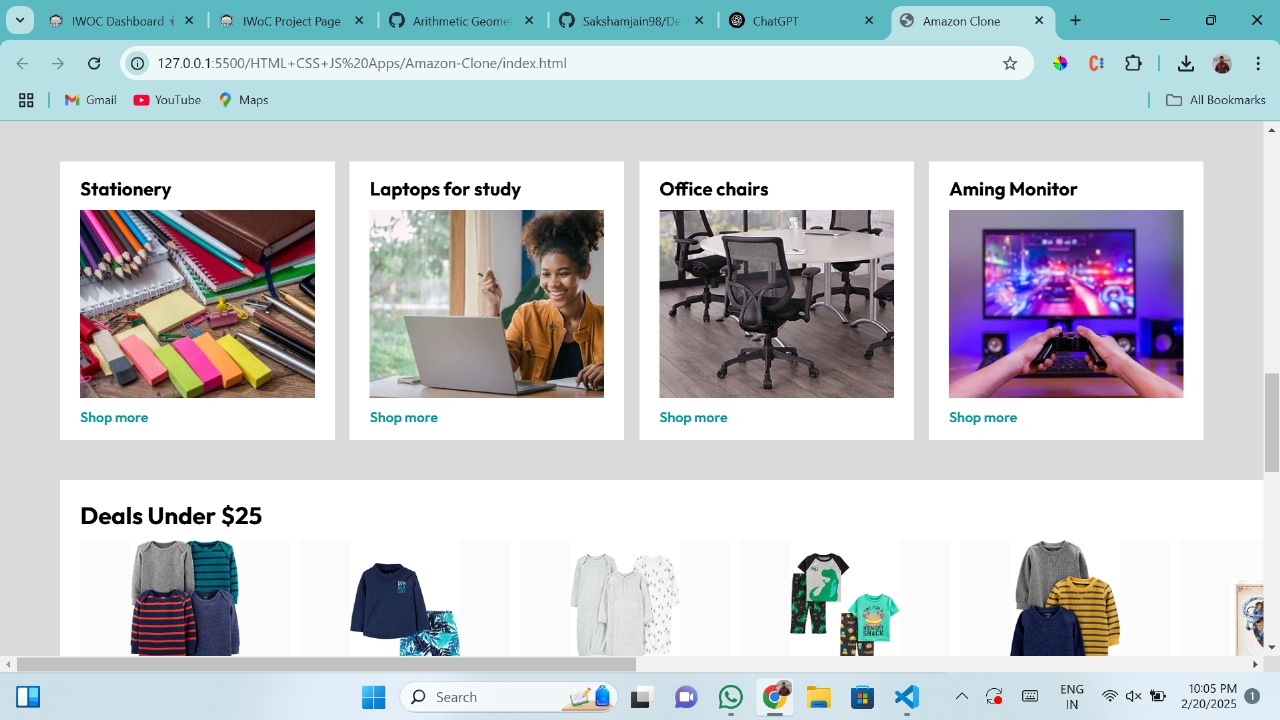 IWOC Dashboard
IWOC Project Page
Arithmetic Geome
Sakshamjain98/De
ChatGPT
Amazon Clone
127.0.0.1:5500/HTML+CSS+JS%20Apps/Amazon-Clone/index.html
Gmail
YouTube
Maps
All Bookmarks
Stationery
Laptops for study
Office chairs
Aming Monitor
Shop more
Shop more
Shop more
Shop more
Deals Under $25
SNACK
Search
ENG
IN
10:05 PM
2/20/2025
1